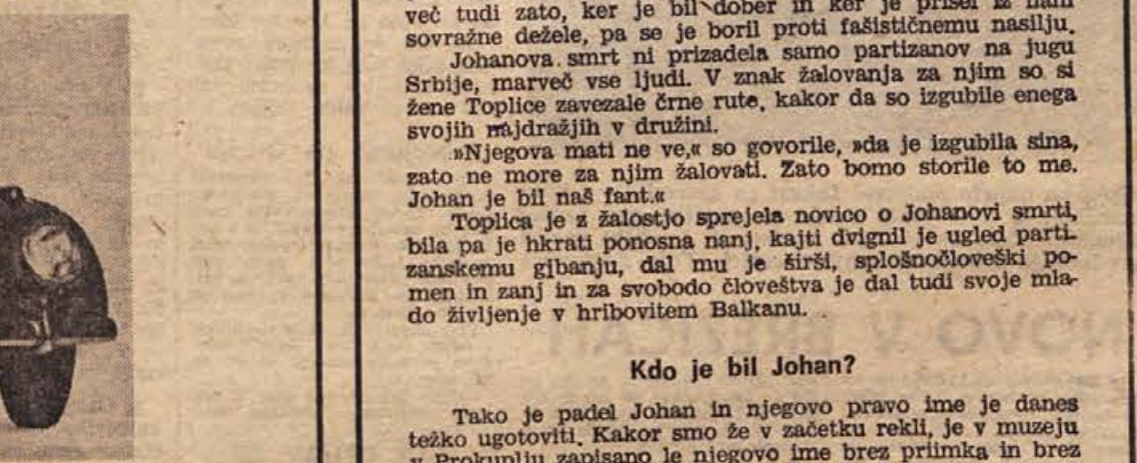 več tudi zato, ker je bil dober in ker je prišel iz nam
sovražne dežele, pa se je boril proti fašističnemu nasilju.
Johanova smrt ni prizadela samo partizanov na jugu
Srbije, marveč vse ljudi. V znak žalovanja za njim so si
žene Toplice zavezale črne rute, kakor da so izgubile enega
svojih najdražjih v družini.
»Njegova mati ne ve,« so govorile, »da je izgubila sina,
zato ne more za njim žalovati. Zato bomo storile to me.
Johan je bil naš fant.«
Toplica je z žalostjo sprejela novico o Johanovi smrti,
bila pa je hkrati ponosna nanj, kajti dvignil je ugled parti-
zanskemu gibanju, dal mu je širši, splošnočloveški po-
men in zanj in za svobodo človeštva je dal tudi svoje mla-
do življenje v hribovitem Balkanu.
Kdo je bil Johan?
Tako je padel Johan in njegovo pravo ime je danes
težko ugotoviti. Kakor smo že v začetku rekli, je v muzeju
v Prokuplju zapisano le njegovo ime brez priimka in brez